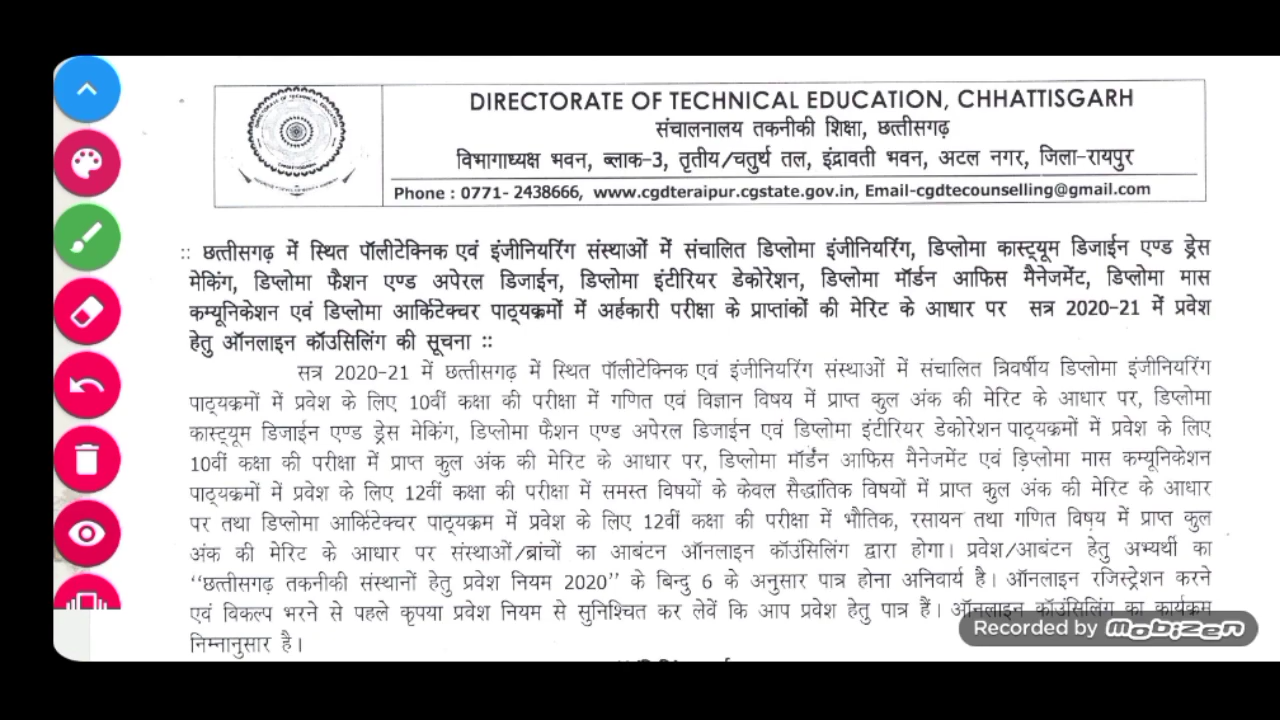 DIRECTORATE OF TECHNICAL EDUCATION, CHHATTISGARH
संचालनालय तकनीकी शिक्षा, छत्तीसगढ़
विभागाध्यक्ष भवन, ब्लाक-3, तृतीय/चतुर्थ तल, इंद्रावती भवन, अटल नगर, जिला-रायपुर
Phone : 0771- 2438666, www.cgdteraipur.cgstate.gov.in, Email-cgdtecounselling@gmail.com
:: छत्तीसगढ़ में स्थित पॉलीटेक्निक एवं इंजीनियरिंग संस्थाओं में संचालित डिप्लोमा इंजीनियरिंग, डिप्लोमा कास्ट्यूम डिजाईन एण्ड ड्रेस
मेकिंग, डिप्लोमा फैशन एण्ड अपेरल डिजाईन, डिप्लोमा इंटीरियर डेकोरेशन, डिप्लोमा मॉर्डन आफिस मैनेजमेंट, डिप्लोमा मास
कम्यूनिकेशन एवं डिप्लोमा आर्किटेक्चर पाठ्यक्रमों में अर्हकारी परीक्षा के प्राप्तांकों की मेरिट के आधार पर सत्र 2020-21 में प्रवेश
हेतु ऑनलाइन कॉउसिलिंग की सूचना ::
सत्र 2020-21 में छत्तीसगढ़ में स्थित पॉलीटेक्निक एवं इंजीनियरिंग संस्थाओं में संचालित त्रिवर्षीय डिप्लोमा इंजीनियरिंग
पाठ्यक्रमों में प्रवेश के लिए 10वीं कक्षा की परीक्षा में गणित एवं विज्ञान विषय में प्राप्त कुल अंक की मेरिट के आधार पर, डिप्लोमा
कास्ट्यूम डिजाईन एण्ड ड्रेस मेकिंग, डिप्लोमा फैशन एण्ड अपेरल डिजाईन एवं डिप्लोमा इंटीरियर डेकोरेशन पाठ्यक्रमों में प्रवेश के लिए
10वीं कक्षा की परीक्षा में प्राप्त कुल अंक की मेरिट के आधार पर, डिप्लोमा मॉर्डन आफिस मैनेजमेंट एवं डिप्लोमा मास कम्यूनिकेशन
पाठ्यक्रमों में प्रवेश के लिए 12वीं कक्षा की परीक्षा में समस्त विषयों के केवल सैद्धांतिक विषयों में प्राप्त कुल अंक की मेरिट के आधार
पर तथा डिप्लोमा आर्किटेक्चर पाठ्यक्रम में प्रवेश के लिए 12वीं कक्षा की परीक्षा में भौतिक, रसायन तथा गणित विषय में प्राप्त कुल
अंक की मेरिट के आधार पर संस्थाओं/ब्रांचों का आबंटन ऑनलाइन कॉउंसिलिंग द्वारा होगा। प्रवेश/आबंटन हेतु अभ्यर्थी का
“छत्तीसगढ़ तकनीकी संस्थानों हेतु प्रवेश नियम 2020” के बिन्दु 6 के अनुसार पात्र होना अनिवार्य है। ऑनलाइन रजिस्ट्रेशन करने
एवं विकल्प भरने से पहले कृपया प्रवेश नियम से सुनिश्चित कर लेवें कि आप प्रवेश हेतु पात्र हैं। ऑनलाइन कॉउंसिलिंग का कार्यक्रम
निम्नानुसार है।
Recorded by mobizen